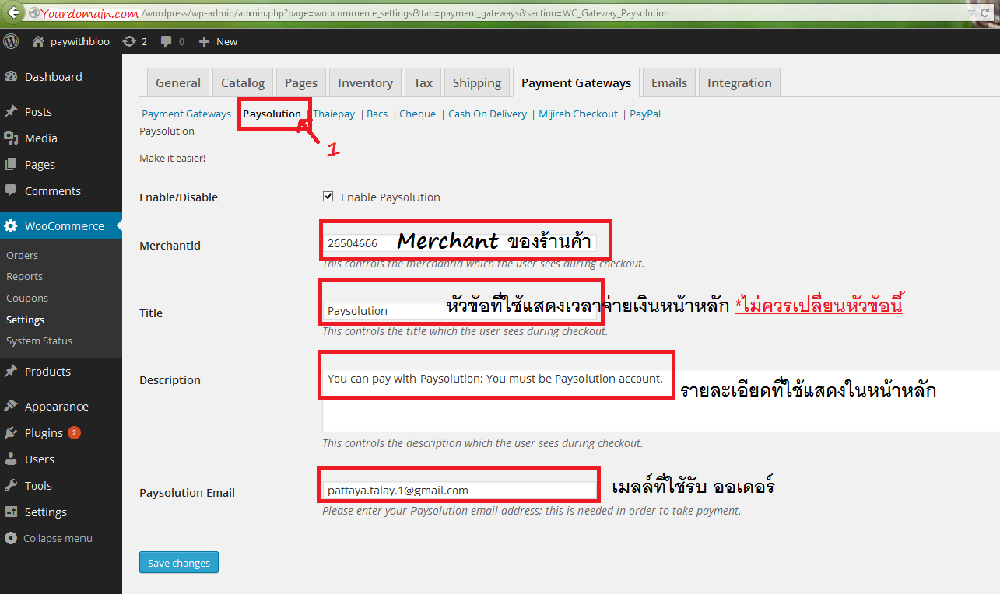 Yourdomain.com /wordpress/wp-admin/admin.php?page=woocommerce_settings&tab=payment_gateways&section=WC_Gateway_Paysolution
paywithbloo 2 0 + New
Dashboard
Posts
Media
Pages
Comments
WooCommerce
Orders
Reports
Coupons
Settings
System Status
Products
Appearance
Plugins 2
Users
Tools
Settings
Collapse menu
General Catalog Pages Inventory Tax Shipping Payment Gateways Emails Integration
Payment Gateways Paysolution | Thaiepay | Bacs | Cheque | Cash On Delivery | Mijireh Checkout | PayPal
1
Paysolution
Make it easier!
Enable/Disable Enable Paysolution
Merchantid 26504666 Merchant ของร้านค้า
This controls the merchantid which the user sees during checkout.
Title Paysolution หัวข้อที่ใช้แสดงเวลาจ่ายเงินหน้าหลัก *ไม่ควรเปลี่ยนหัวข้อนี้
This controls the title which the user sees during checkout.
Description You can pay with Paysolution; You must be Paysolution account. รายละเอียดที่ใช้แสดงในหน้าหลัก
This controls the description which the user sees during checkout.
Paysolution Email pattaya.talay.1@gmail.com เมลล์ที่ใช้รับ ออเดอร์
Please enter your Paysolution email address; this is needed in order to take payment.
Save changes